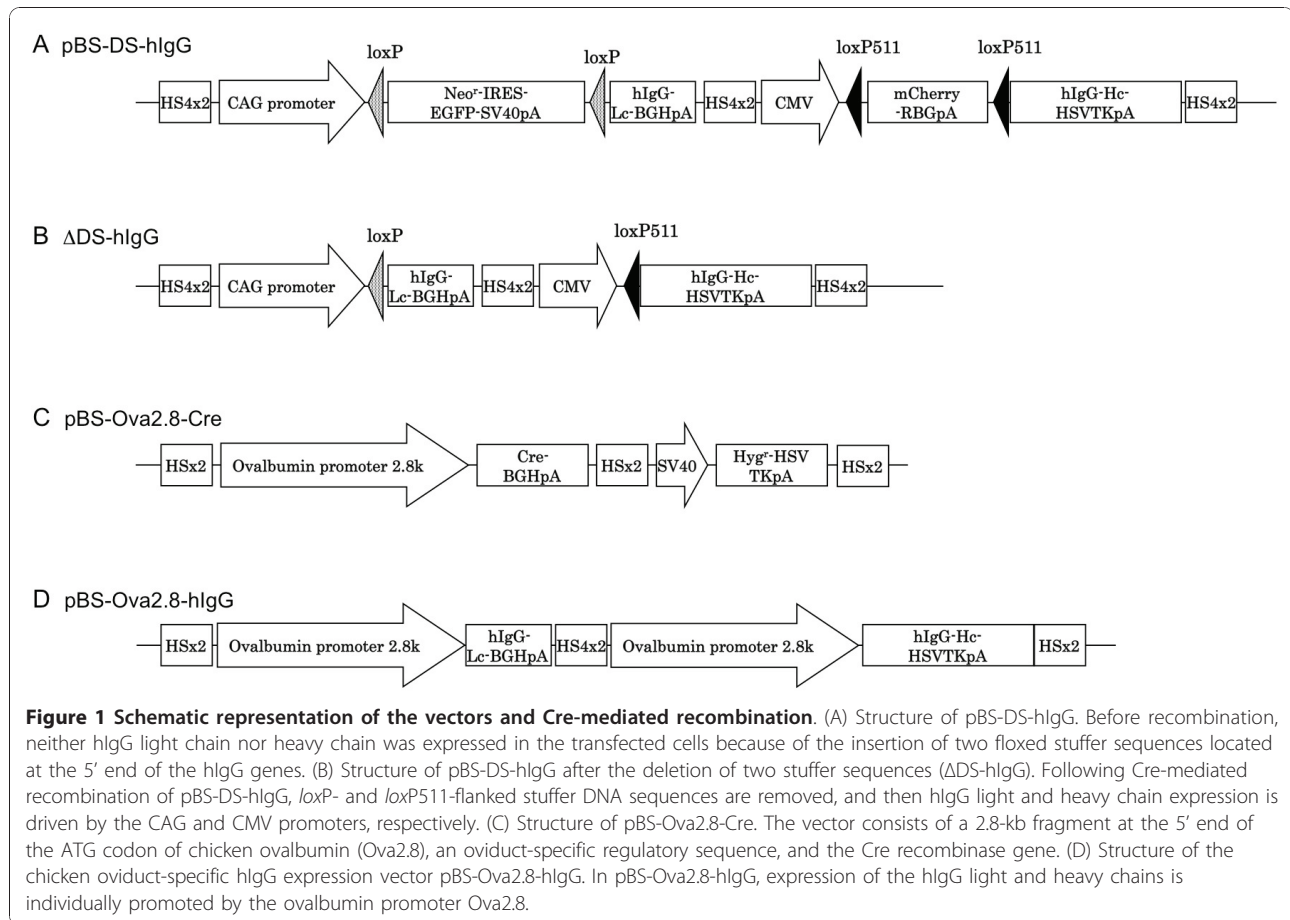 A pBS-DS-hIgG
loxP
loxP
loxP511
loxP511
HS4x2
CAG promoter
Neoʳ-IRES-
EGFP-SV40pA
hIgG-
Lc-BGHpA
HS4x2
CMV
mCherry
-RBGpA
hIgG-Hc-
HSVTKpA
HS4x2
B ΔDS-hIgG
loxP
loxP511
HS4x2
CAG promoter
hIgG-
Lc-BGHpA
HS4x2
CMV
hIgG-Hc-
HSVTKpA
HS4x2
C pBS-Ova2.8-Cre
HSx2
Ovalbumin promoter 2.8k
Cre-
BGHpA
HSx2
SV40
Hygʳ-HSV
TKpA
HSx2
D pBS-Ova2.8-hIgG
HSx2
Ovalbumin promoter 2.8k
hIgG-
Lc-BGHpA
HS4x2
Ovalbumin promoter 2.8k
hIgG-Hc-
HSVTKpA
HSx2
Figure 1 Schematic representation of the vectors and Cre-mediated recombination. (A) Structure of pBS-DS-hIgG. Before recombination,
neither hIgG light chain nor heavy chain was expressed in the transfected cells because of the insertion of two floxed stuffer sequences located
at the 5’ end of the hIgG genes. (B) Structure of pBS-DS-hIgG after the deletion of two stuffer sequences (ΔDS-hIgG). Following Cre-mediated
recombination of pBS-DS-hIgG, loxP- and loxP511-flanked stuffer DNA sequences are removed, and then hIgG light and heavy chain expression is
driven by the CAG and CMV promoters, respectively. (C) Structure of pBS-Ova2.8-Cre. The vector consists of a 2.8-kb fragment at the 5’ end of
the ATG codon of chicken ovalbumin (Ova2.8), an oviduct-specific regulatory sequence, and the Cre recombinase gene. (D) Structure of the
chicken oviduct-specific hIgG expression vector pBS-Ova2.8-hIgG. In pBS-Ova2.8-hIgG, expression of the hIgG light and heavy chains is
individually promoted by the ovalbumin promoter Ova2.8.